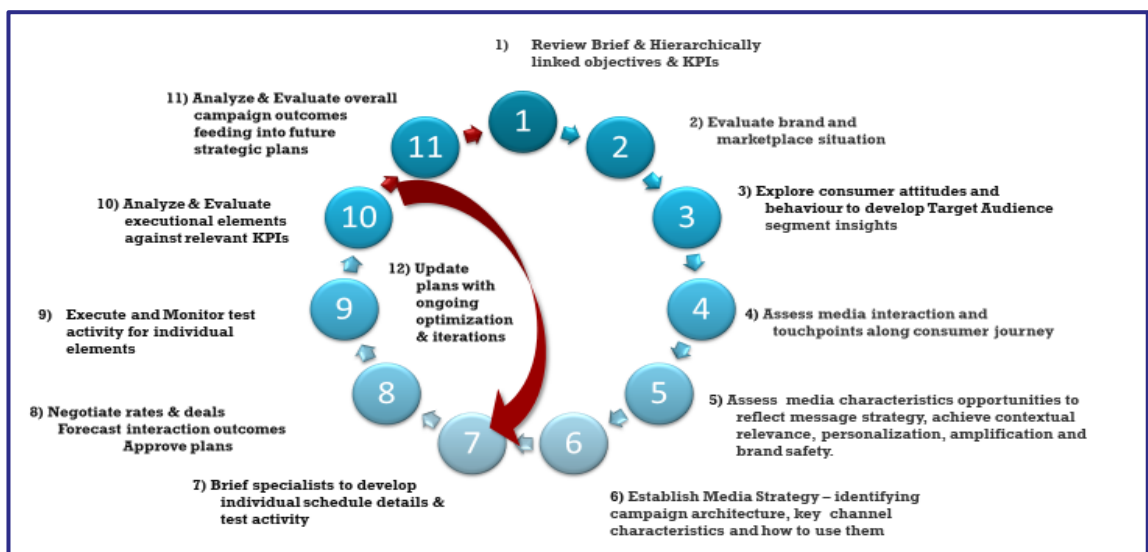 1) Review Brief & Hierarchically
linked objectives & KPIs
2) Evaluate brand and
marketplace situation
3) Explore consumer attitudes and
behaviour to develop Target Audience
segment insights
4) Assess media interaction and
touchpoints along consumer journey
5) Assess media characteristics opportunities to
reflect message strategy, achieve contextual
relevance, personalization, amplification and
brand safety.
6) Establish Media Strategy – identifying
campaign architecture, key channel
characteristics and how to use them
7) Brief specialists to develop
individual schedule details &
test activity
8) Negotiate rates & deals
Forecast interaction outcomes
Approve plans
9) Execute and Monitor test
activity for individual
elements
10) Analyze & Evaluate
executional elements
against relevant KPIs
11) Analyze & Evaluate overall
campaign outcomes
feeding into future
strategic plans
12) Update
plans with
ongoing
optimization
& iterations
1
2
3
4
5
6
7
8
9
10
11